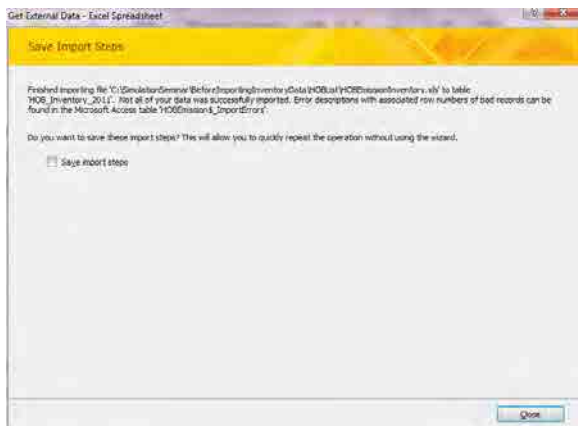 Get External Data - Excel Spreadsheet
Save Import Steps
Finished importing file 'C:\SimulationSeminar\BeforeImportingInventoryData\HOBList\HOBEmissionInventory.xls' to table
'HOB_Inventory_2011'. Not all of your data was successfully imported. Error descriptions with associated row numbers of bad records can be
found in the Microsoft Access table 'HOBEmission$_ImportErrors'.
Do you want to save these import steps? This will allow you to quickly repeat the operation without using the wizard.
Save import steps
Close